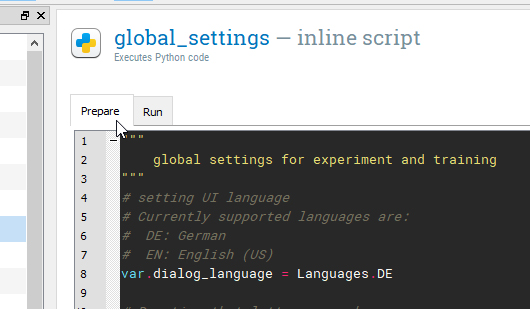 global_settings – inline script
Executes Python code
Prepare Run
1 """
2 global settings for experiment and training
3 """
4 # setting UI language
5 # Currently supported languages are:
6 #  DE: German
7 #  EN: English (US)
8 var.dialog_language = Languages.DE
9